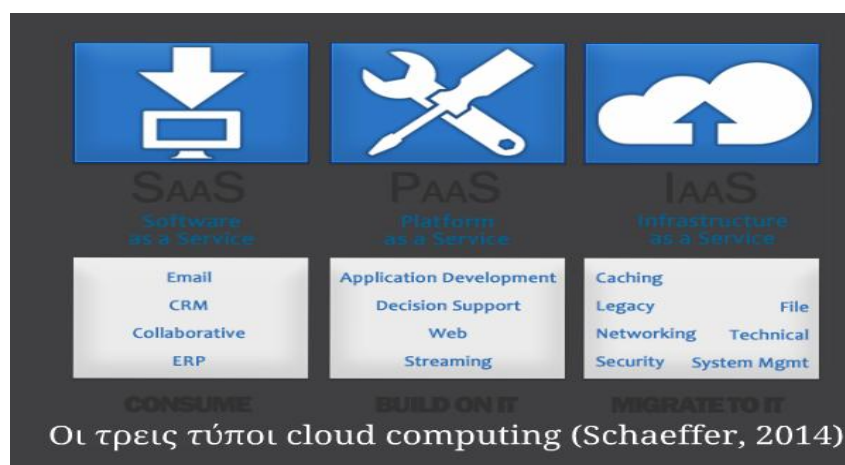 SaaS
Software
as a Service
Email
CRM
Collaborative
ERP
CONSUME
PaaS
Platform
as a Service
Application Development
Decision Support
Web
Streaming
BUILD ON IT
IaaS
Infrastructure
as a Service
Caching
Legacy File
Networking Technical
Security System Mgmt
MIGRATE TO IT
Οι τρεις τύποι cloud computing (Schaeffer, 2014)